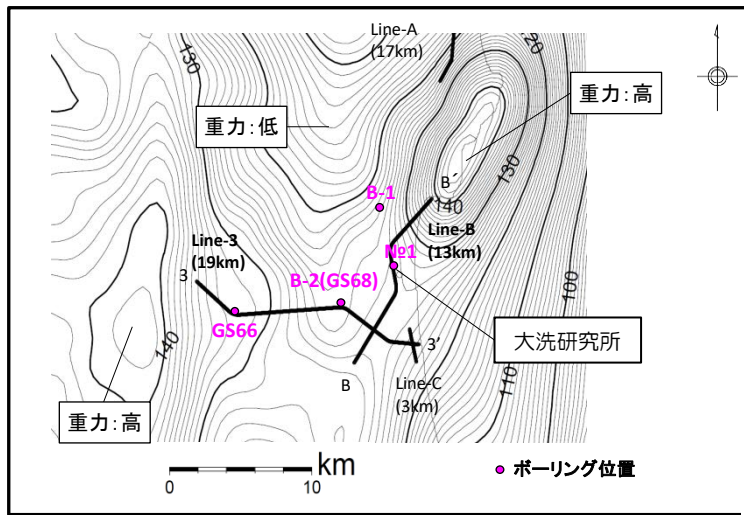 Line-A
(17km)
130
120
重力:高
重力:低
130
B-1
B´
140
Line-B
(13km)
Line-3
(19km)
3
№1
B-2(GS68)
100
GS66
大洗研究所
3’
140
B
Line-C
(3km)
110
重力:高
km
0
10
ボーリング位置